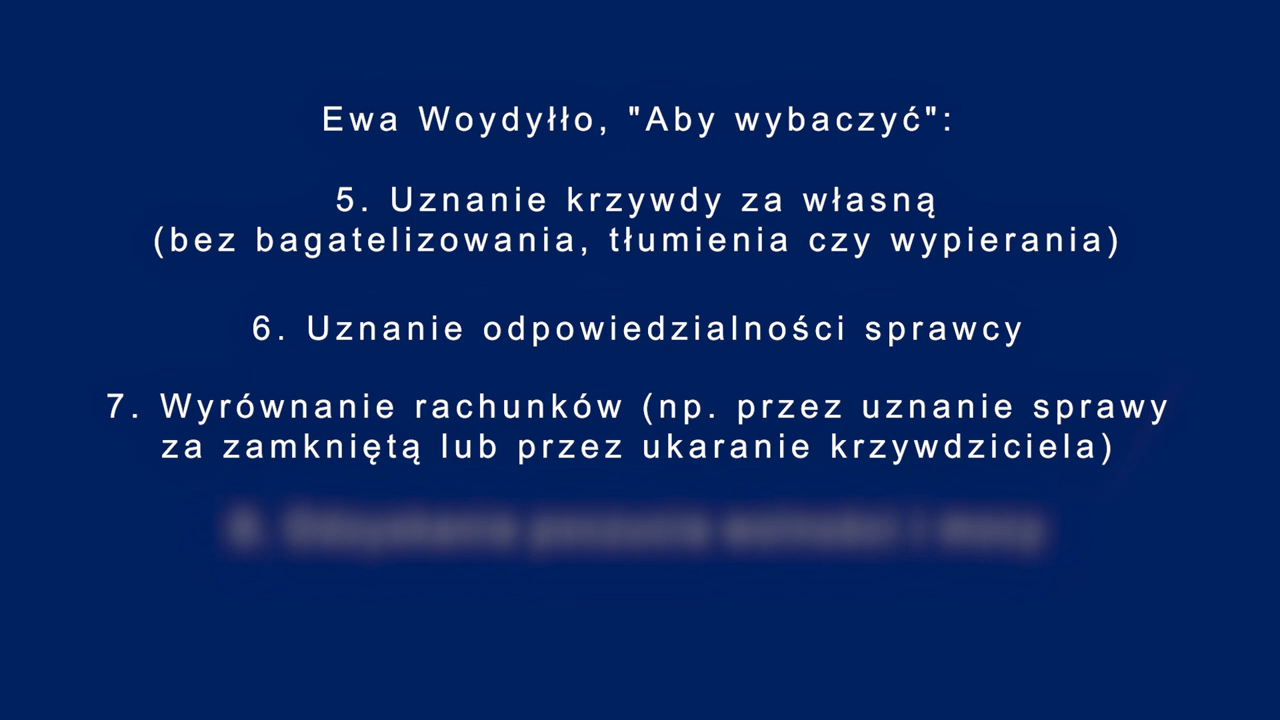 Ewa Woydyłło, "Aby wybaczyć":
5. Uznanie krzywdy za własną
(bez bagatelizowania, tłumienia czy wypierania)
6. Uznanie odpowiedzialności sprawcy
7. Wyrównanie rachunków (np. przez uznanie sprawy
za zamkniętą lub przez ukaranie krzywdziciela)